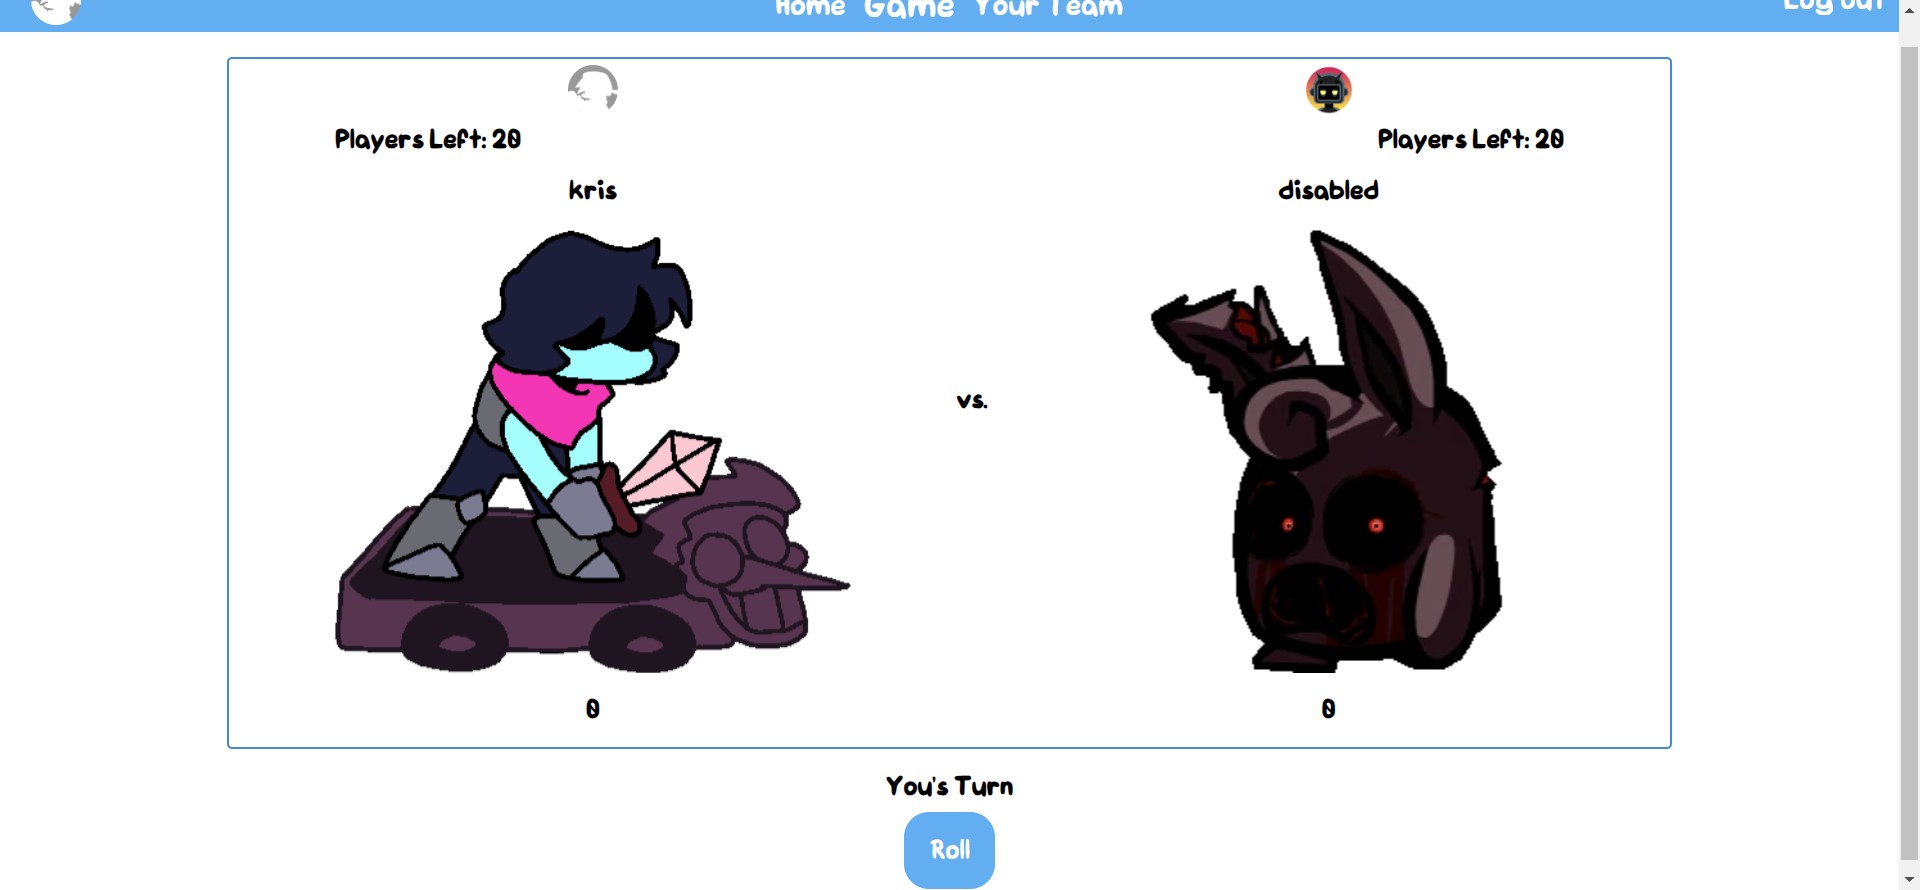 Home Game Your Team Log out
Players Left: 20
Players Left: 20
kris
disabled
vs.
0
0
You's Turn
Roll